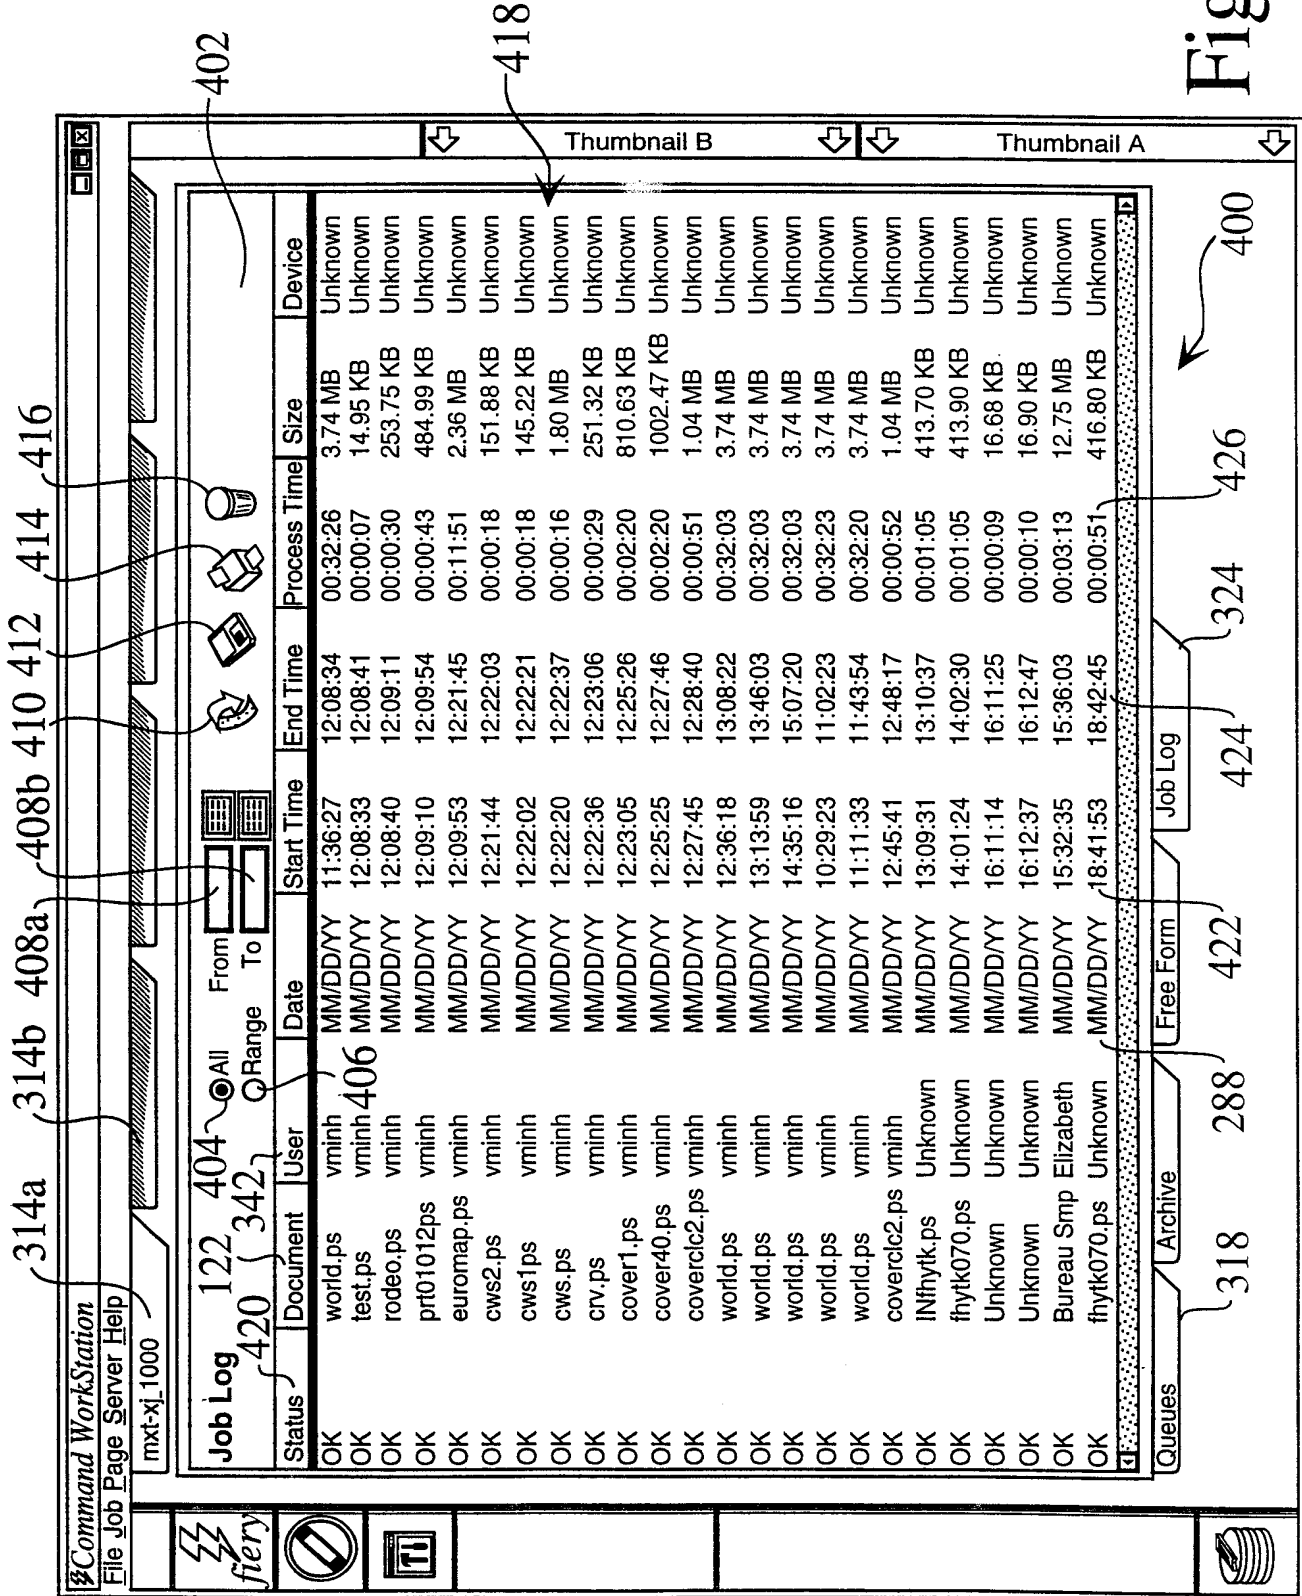 314a 314b 408a 408b 410 412 414 416
Command WorkStation
File Job Page Server Help
mxt-xj_1000
402
fiery
Job Log 122 404 All From
420 342 Range To
406
Status Document User Date Start Time End Time Process Time Size Device
OK world.ps vminh MM/DD/YY 11:36:27 12:08:34 00:32:26 3.74 MB Unknown
OK test.ps vminh MM/DD/YY 12:08:33 12:08:41 00:00:07 14.95 KB Unknown
OK rodeo.ps vminh MM/DD/YY 12:08:40 12:09:11 00:00:30 253.75 KB Unknown
OK prt01012ps vminh MM/DD/YY 12:09:10 12:09:54 00:00:43 484.99 KB Unknown
OK euromap.ps vminh MM/DD/YY 12:09:53 12:21:45 00:11:51 2.36 MB Unknown
OK cws2.ps vminh MM/DD/YY 12:21:44 12:22:03 00:00:18 151.88 KB Unknown
OK cws1ps vminh MM/DD/YY 12:22:02 12:22:21 00:00:18 145.22 KB Unknown
OK cws.ps vminh MM/DD/YY 12:22:20 12:22:37 00:00:16 1.80 MB Unknown
OK crv.ps vminh MM/DD/YY 12:22:36 12:23:06 00:00:29 251.32 KB Unknown
OK cover1.ps vminh MM/DD/YY 12:23:05 12:25:26 00:02:20 810.63 KB Unknown
OK cover40.ps vminh MM/DD/YY 12:25:25 12:27:46 00:02:20 1002.47 KB Unknown
OK coverclc2.ps vminh MM/DD/YY 12:27:45 12:28:40 00:00:51 1.04 MB Unknown
OK world.ps vminh MM/DD/YY 12:36:18 13:08:22 00:32:03 3.74 MB Unknown
OK world.ps vminh MM/DD/YY 13:13:59 13:46:03 00:32:03 3.74 MB Unknown
OK world.ps vminh MM/DD/YY 14:35:16 15:07:20 00:32:03 3.74 MB Unknown
OK world.ps vminh MM/DD/YY 10:29:23 11:02:23 00:32:23 3.74 MB Unknown
OK world.ps vminh MM/DD/YY 11:11:33 11:43:54 00:32:20 3.74 MB Unknown
OK coverclc2.ps vminh MM/DD/YY 12:45:41 12:48:17 00:00:52 1.04 MB Unknown
OK INfhytk.ps Unknown MM/DD/YY 13:09:31 13:10:37 00:01:05 413.70 KB Unknown
OK fhytk070.ps Unknown MM/DD/YY 14:01:24 14:02:30 00:01:05 413.90 KB Unknown
OK Unknown Unknown MM/DD/YY 16:11:14 16:11:25 00:00:09 16.68 KB Unknown
OK Unknown Unknown MM/DD/YY 16:12:37 16:12:47 00:00:10 16.90 KB Unknown
OK Bureau Smp Elizabeth MM/DD/YY 15:32:35 15:36:03 00:03:13 12.75 MB Unknown
OK fhytk070.ps Unknown MM/DD/YY 18:41:53 18:42:45 00:00:51 416.80 KB Unknown
418
Thumbnail B
Thumbnail A
Queues Archive Free Form Job Log
318 288 422 424 324 426 400
Fig